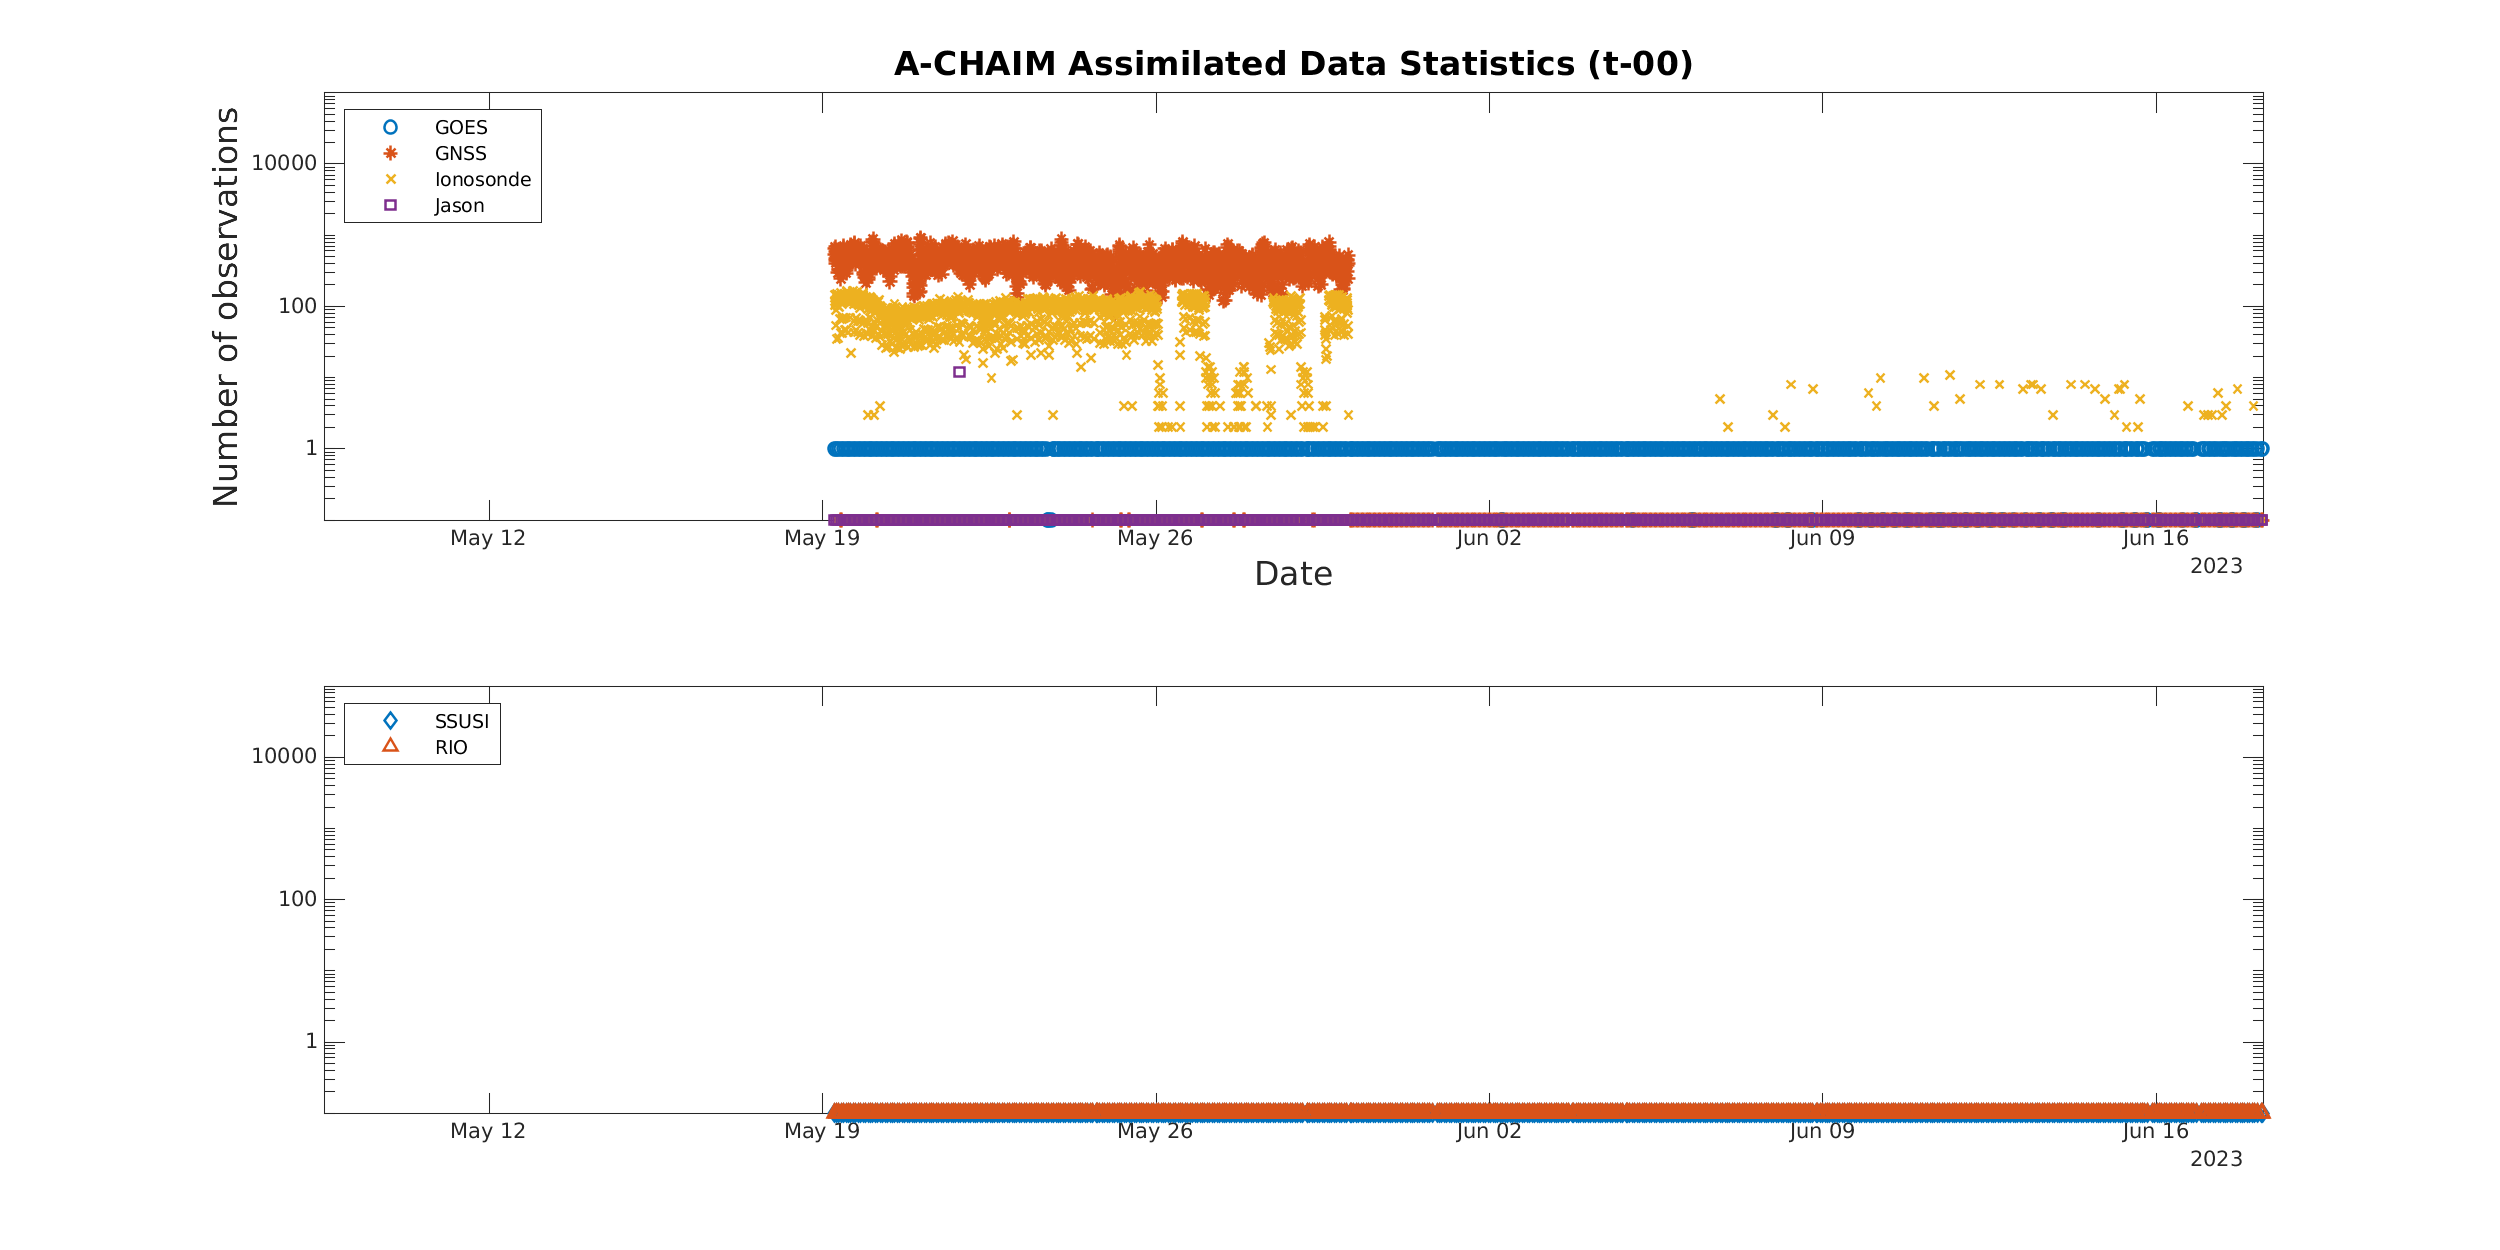 A-CHAIM Assimilated Data Statistics (t-00)
Number of observations
10000
100
1
GOES
GNSS
Ionosonde
Jason
May 12 May 19 May 26 Jun 02 Jun 09 Jun 16
2023
Date
10000
100
1
SSUSI
RIO
May 12 May 19 May 26 Jun 02 Jun 09 Jun 16
2023